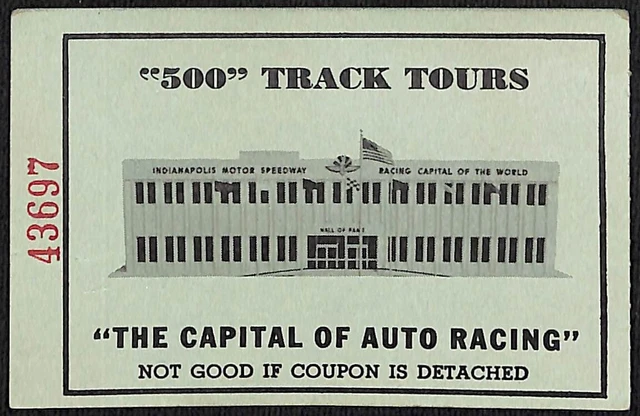 "500" TRACK TOURS
INDIANAPOLIS MOTOR SPEEDWAY RACING CAPITAL OF THE WORLD
HALL OF FAME
"THE CAPITAL OF AUTO RACING"
NOT GOOD IF COUPON IS DETACHED
43697